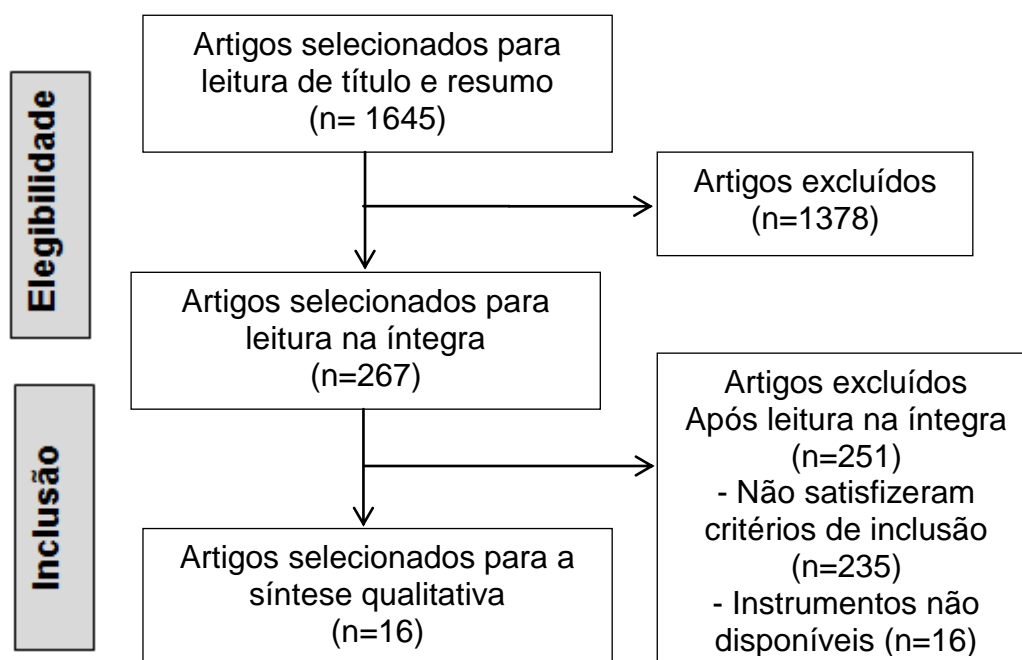 Elegibilidade
Artigos selecionados para
leitura de título e resumo
(n= 1645)
Artigos excluídos
(n=1378)
Artigos selecionados para
leitura na íntegra
(n=267)
Inclusão
Artigos excluídos
Após leitura na íntegra
(n=251)
- Não satisfizeram
critérios de inclusão
(n=235)
- Instrumentos não
disponíveis (n=16)
Artigos selecionados para a
síntese qualitativa
(n=16)